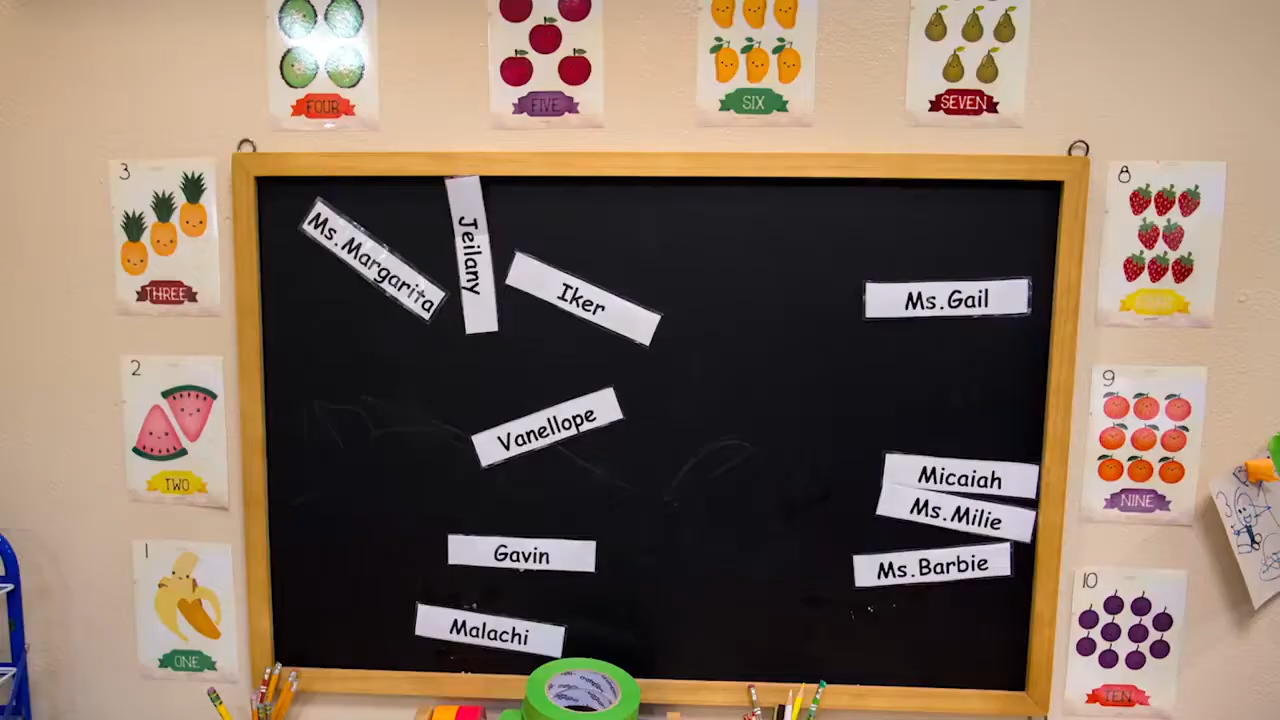 FOUR
FIVE
SIX
SEVEN
3
THREE
2
TWO
1
ONE
Ms.Margarita
Jeilany
Iker
Ms.Gail
Vanellope
Micaiah
Ms.Milie
Gavin
Ms.Barbie
Malachi
8
9
NINE
10
TEN